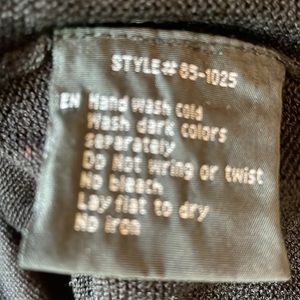 STYLE# 85-1025
EN Hand wash cold
Wash dark colors
separately
Do Not Wring or twist
No bleach
Lay flat to dry
No iron